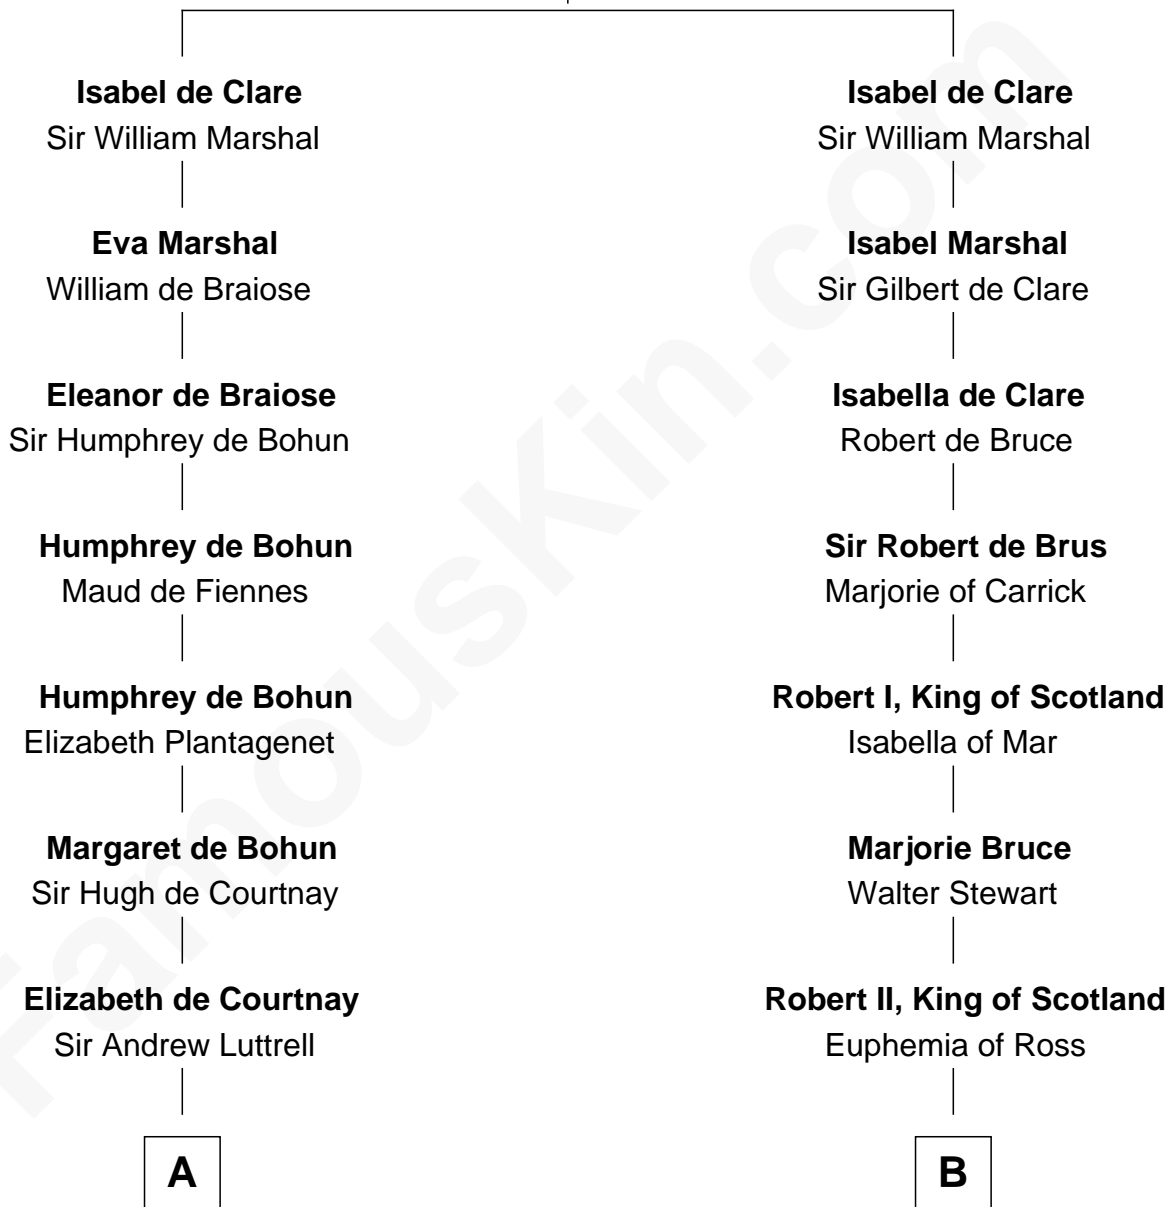 Isabel de Clare
Sir William Marshal
Eva Marshal
William de Braiose
Eleanor de Braiose
Sir Humphrey de Bohun
Humphrey de Bohun
Maud de Fiennes
Humphrey de Bohun
Elizabeth Plantagenet
Margaret de Bohun
Sir Hugh de Courtnay
Elizabeth de Courtnay
Sir Andrew Luttrell
A
Isabel de Clare
Sir William Marshal
Isabel Marshal
Sir Gilbert de Clare
Isabella de Clare
Robert de Bruce
Sir Robert de Brus
Marjorie of Carrick
Robert I, King of Scotland
Isabella of Mar
Marjorie Bruce
Walter Stewart
Robert II, King of Scotland
Euphemia of Ross
B
FamousKin.com